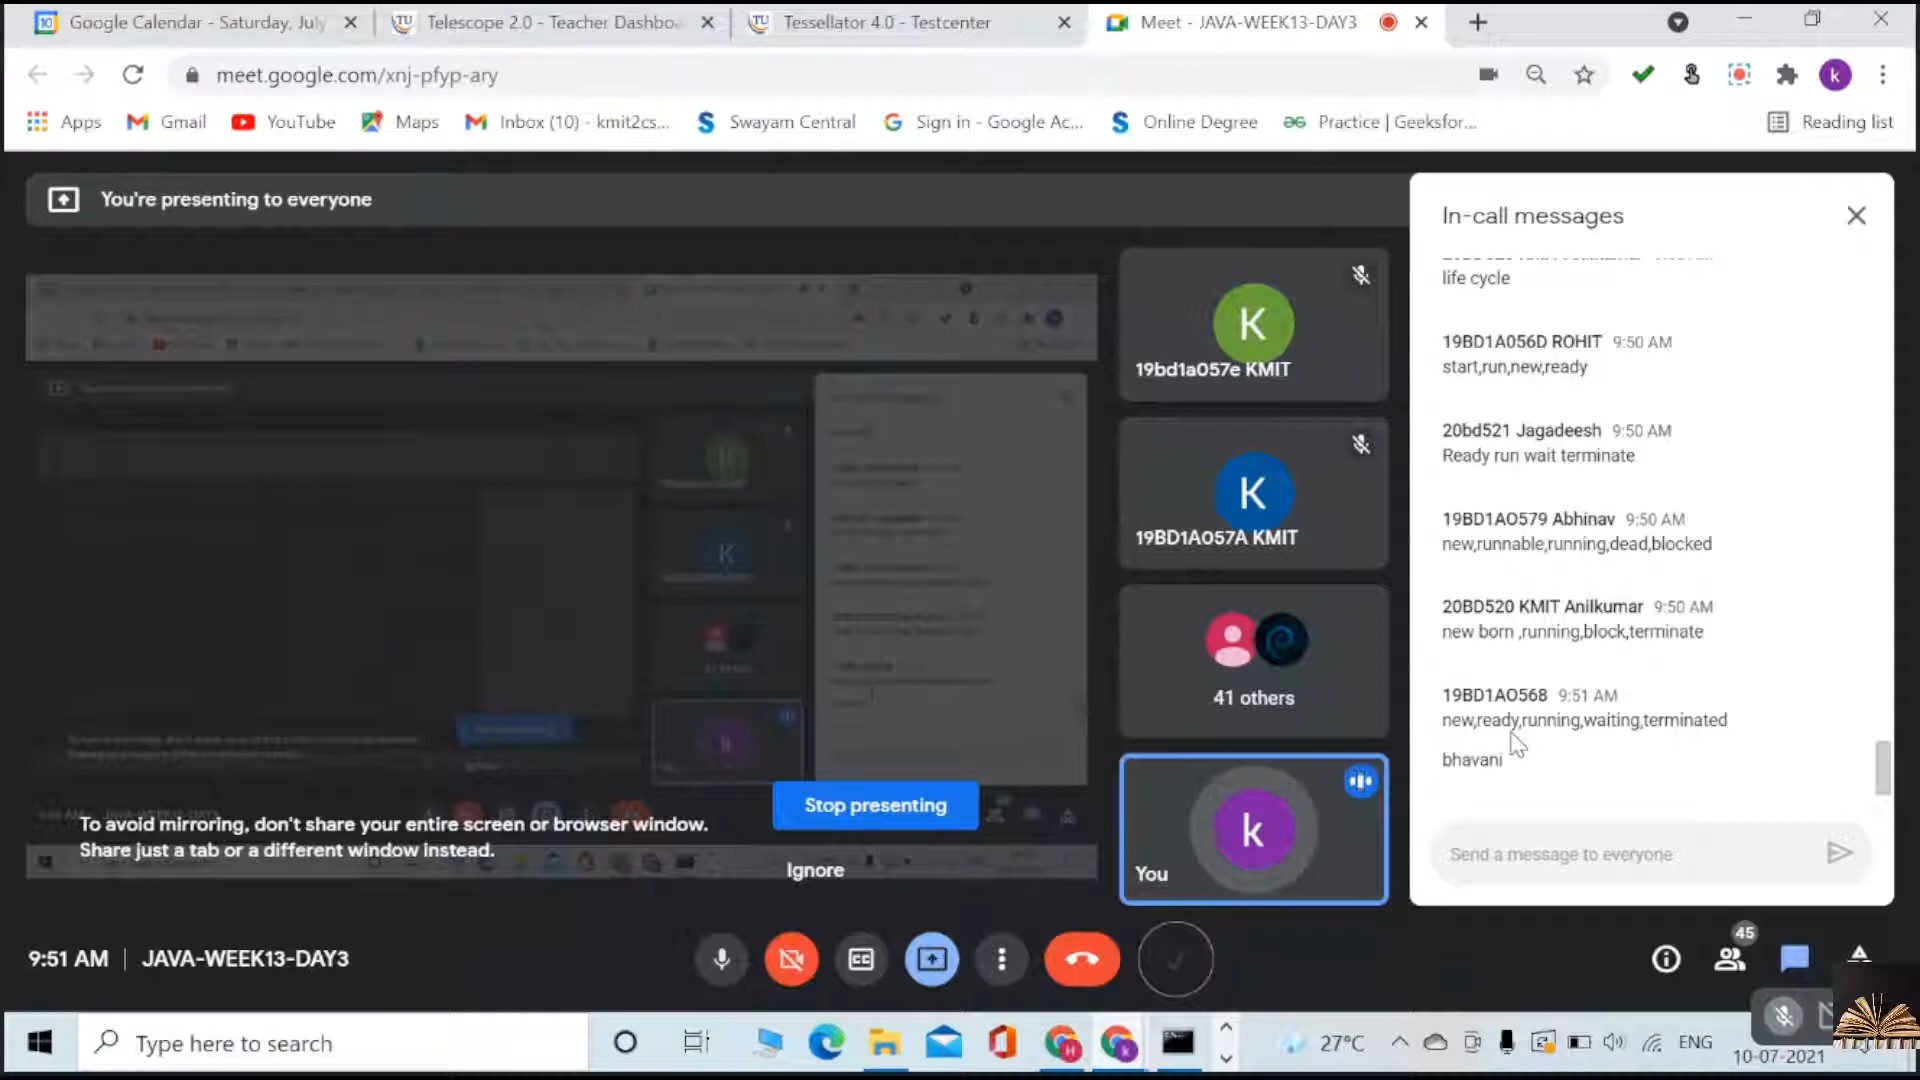 Google Calendar - Saturday, July
Telescope 2.0 - Teacher Dashboa
Tessellator 4.0 - Testcenter
Meet - JAVA-WEEK13-DAY3
meet.google.com/xnj-pfyp-ary
k
Apps
Gmail
YouTube
Maps
Inbox (10) - kmit2cs...
Swayam Central
Sign in - Google Ac...
Online Degree
Practice | Geeksfor...
Reading list
You're presenting to everyone
K
19bd1a057e KMIT
K
19BD1A057A KMIT
41 others
k
You
Stop presenting
To avoid mirroring, don't share your entire screen or browser window.
Share just a tab or a different window instead.
Ignore
In-call messages
life cycle
19BD1A056D ROHIT 9:50 AM
start,run,new,ready
20bd521 Jagadeesh 9:50 AM
Ready run wait terminate
19BD1AO579 Abhinav 9:50 AM
new,runnable,running,dead,blocked
20BD520 KMIT Anilkumar 9:50 AM
new born ,running,block,terminate
19BD1AO568 9:51 AM
new,ready,running,waiting,terminated
bhavani
Send a message to everyone
9:51 AM | JAVA-WEEK13-DAY3
45
Type here to search
27°C
ENG
10-07-2021